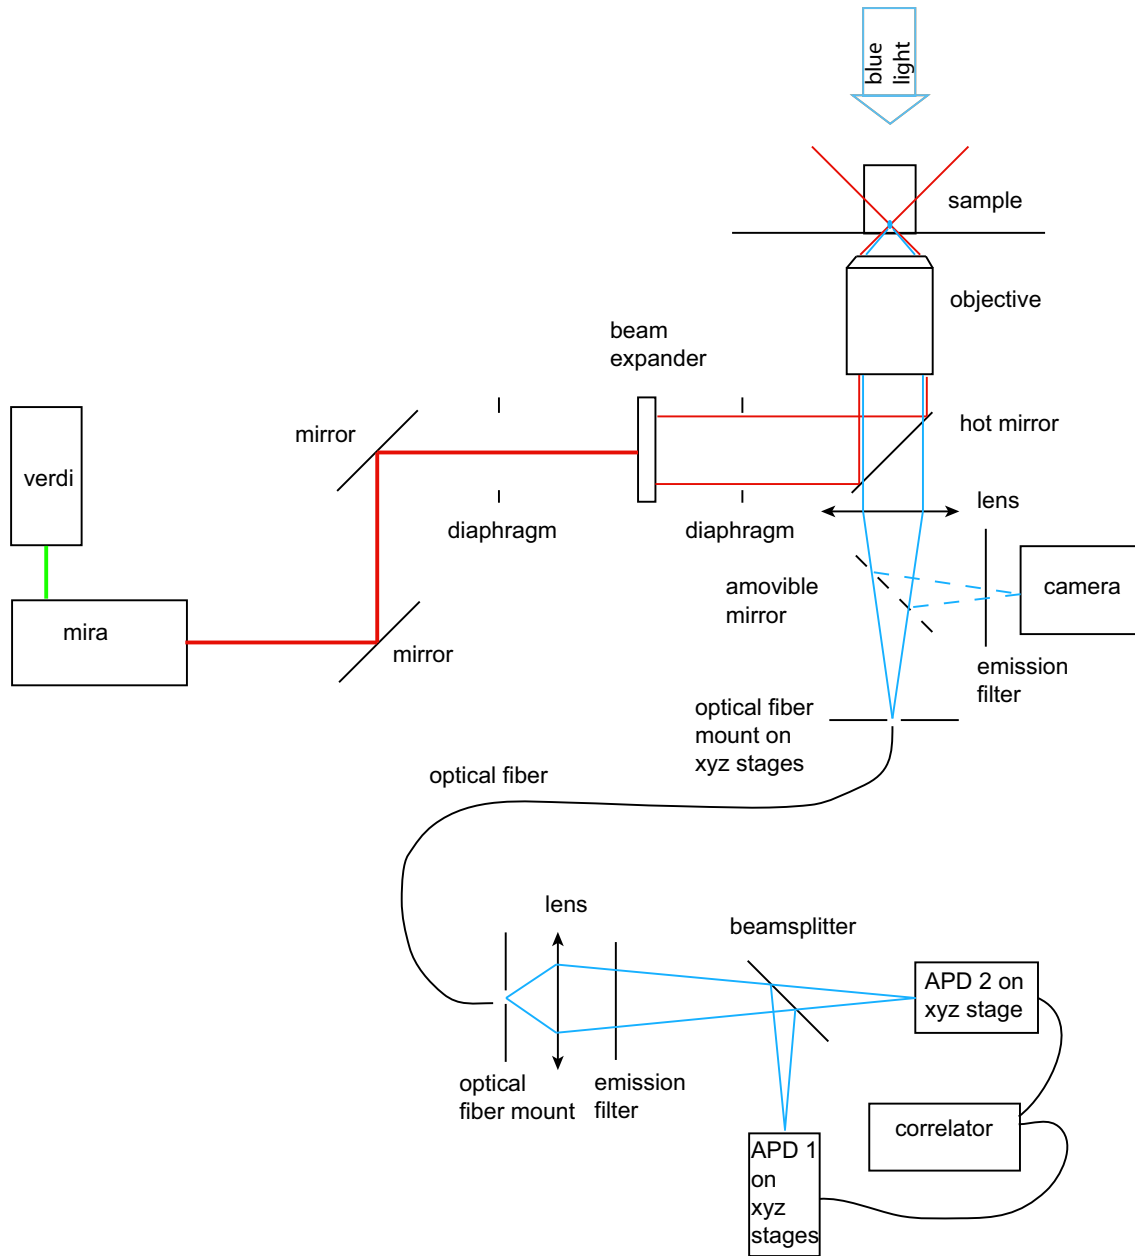 blue
light
sample
objective
beam
expander
mirror
hot mirror
verdi
lens
diaphragm
diaphragm
amovible
mirror
camera
mira
mirror
emission
filter
optical fiber
mount on
xyz stages
optical fiber
lens
beamsplitter
APD 2 on
xyz stage
optical
fiber mount
emission
filter
correlator
APD 1
on
xyz
stages